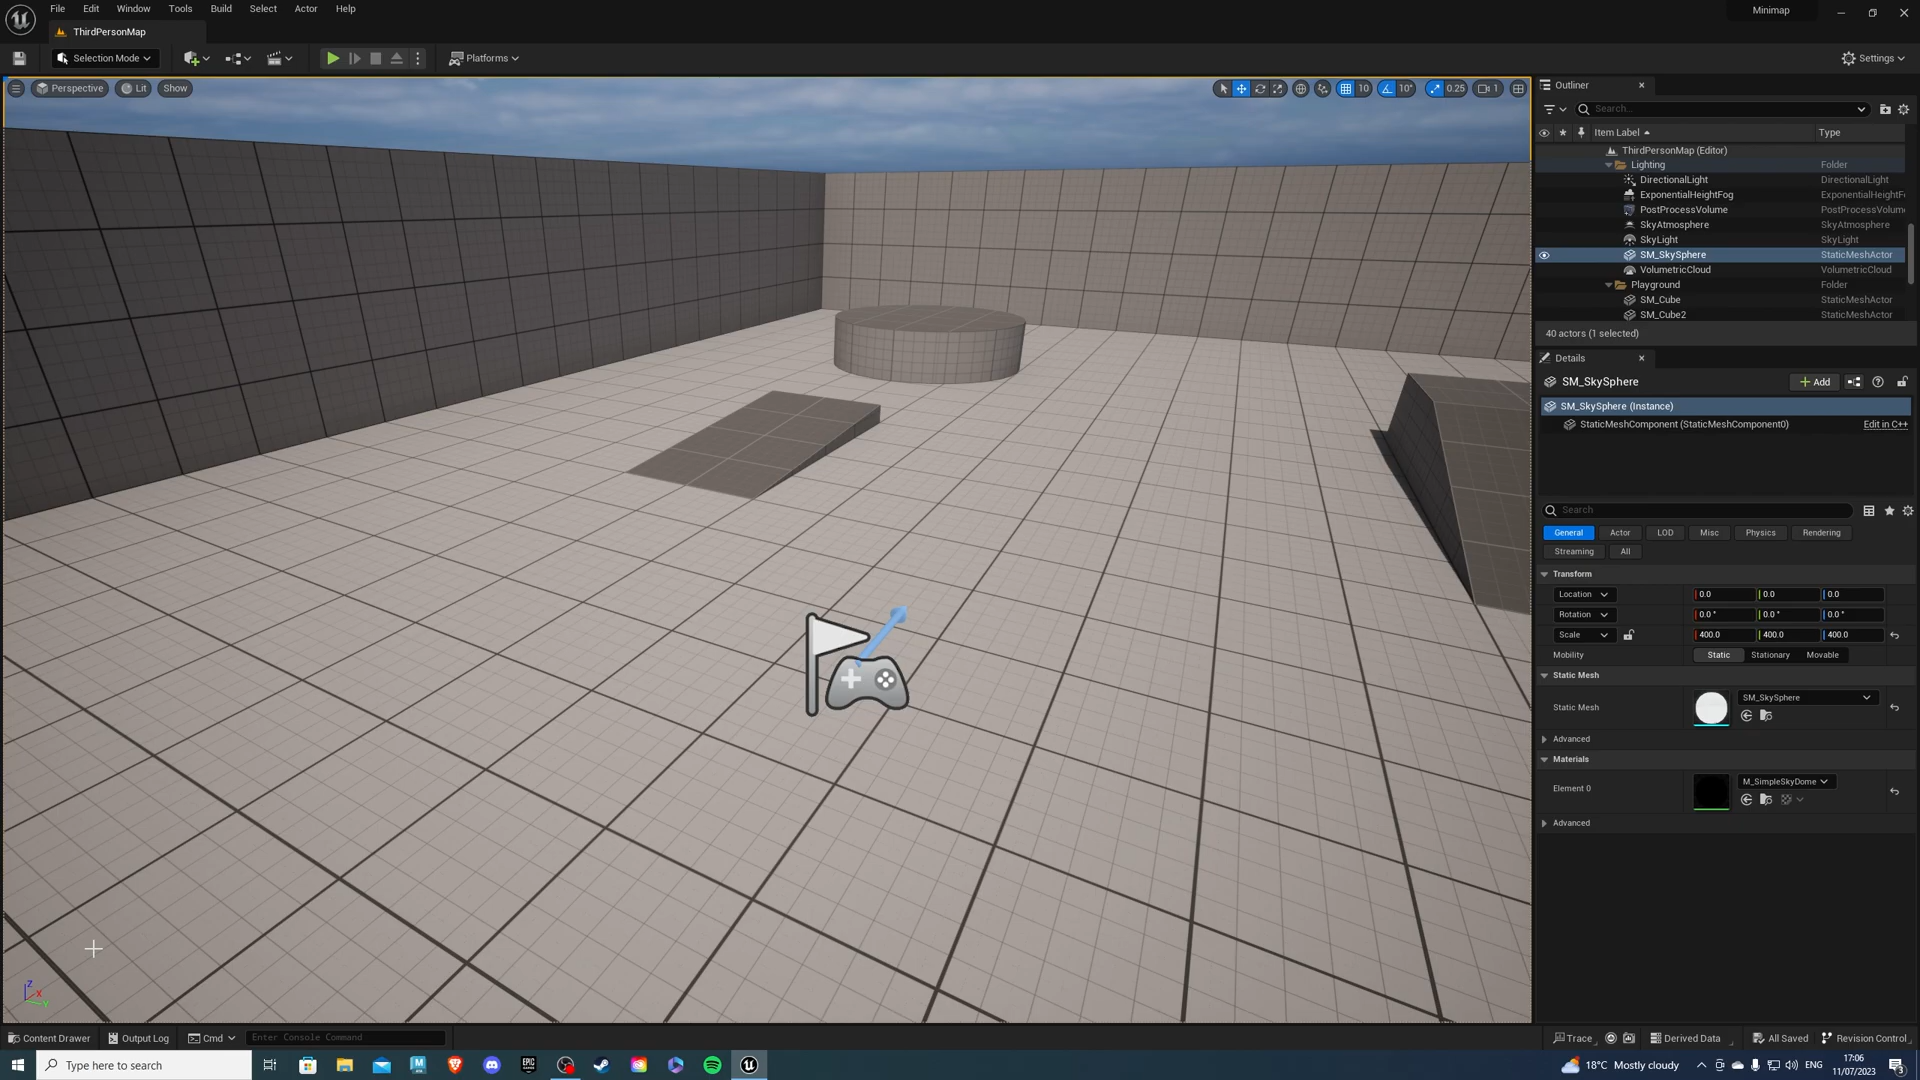 File Edit Window Tools Build Select Actor Help
Minimap
ThirdPersonMap
Selection Mode
Platforms
Settings
Perspective Lit Show
10 10° 0.25 1
Outliner
Search...
Item Label Type
ThirdPersonMap (Editor)
Lighting Folder
DirectionalLight DirectionalLight
ExponentialHeightFog ExponentialHeightF
PostProcessVolume PostProcessVolum
SkyAtmosphere SkyAtmosphere
SkyLight SkyLight
SM_SkySphere StaticMeshActor
VolumetricCloud VolumetricCloud
Playground Folder
SM_Cube StaticMeshActor
SM_Cube2 StaticMeshActor
40 actors (1 selected)
Details
SM_SkySphere
Add
SM_SkySphere (Instance)
StaticMeshComponent (StaticMeshComponent0) Edit in C++
Search
General Actor LOD Misc Physics Rendering
Streaming All
Transform
Location 0.0 0.0 0.0
Rotation 0.0 ° 0.0 ° 0.0 °
Scale 400.0 400.0 400.0
Mobility Static Stationary Movable
Static Mesh
Static Mesh SM_SkySphere
Advanced
Materials
Element 0 M_SimpleSkyDome
Advanced
Z
X
Y
Content Drawer Output Log Cmd Enter Console Command
Trace Derived Data All Saved Revision Control
Type here to search
M
EPIC
18°C Mostly cloudy ENG
17:06
11/07/2023
3